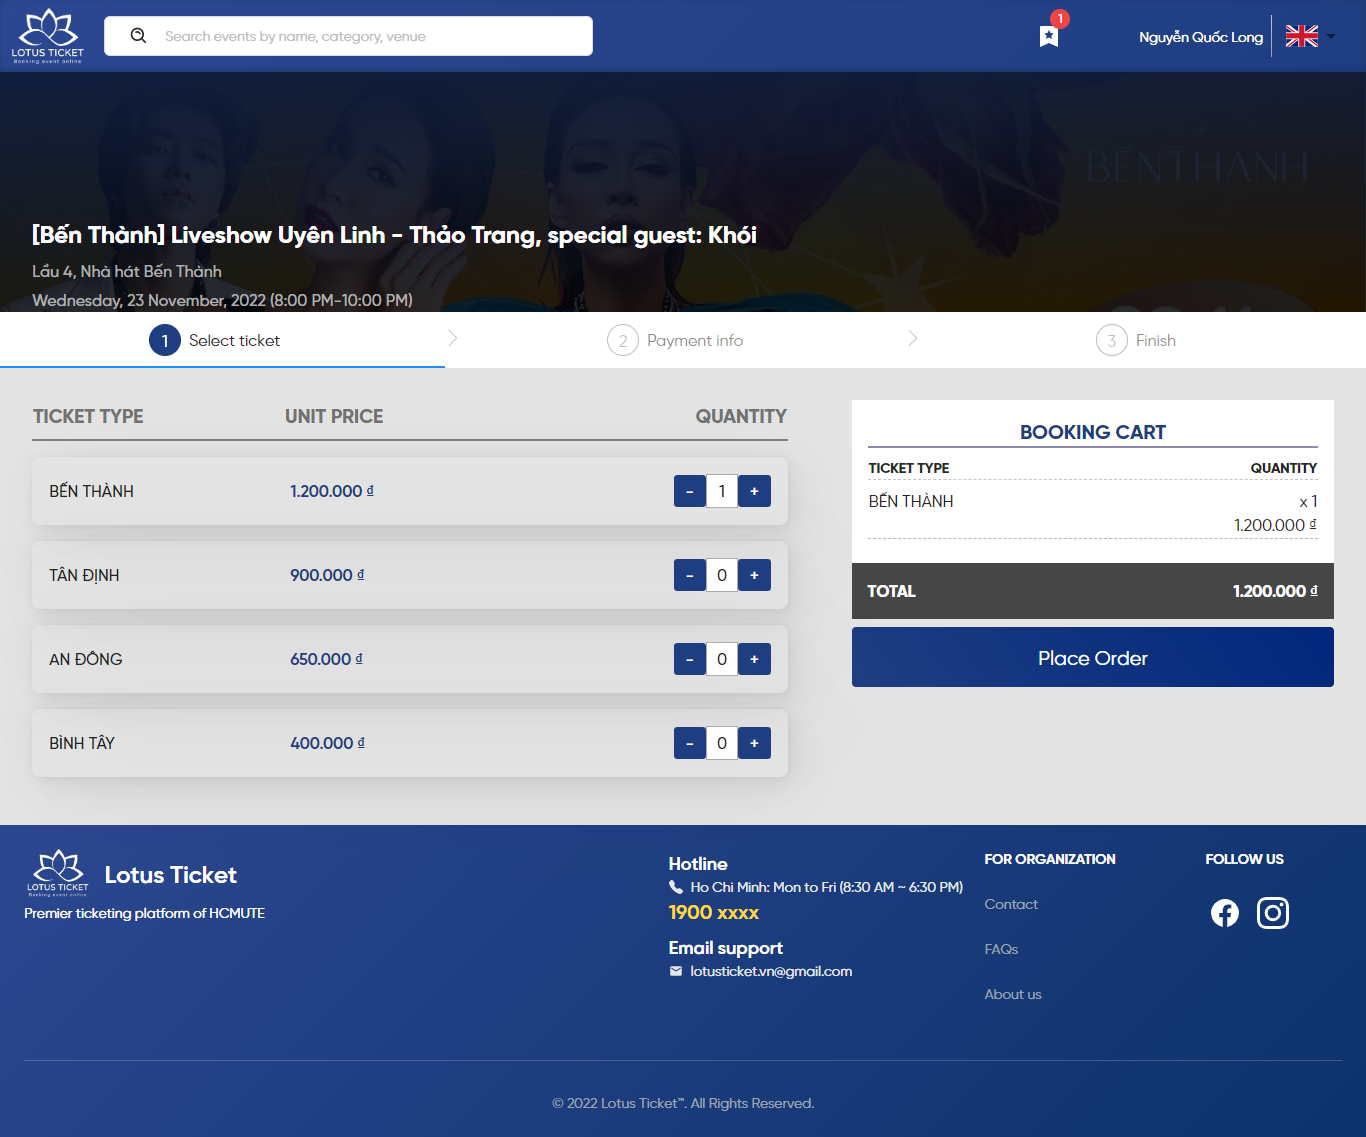 LOTUS TICKET
Booking event online
Search events by name, category, venue
1
Nguyễn Quốc Long
BẾN THÀNH
[Bến Thành] Liveshow Uyên Linh - Thảo Trang, special guest: Khói
Lầu 4, Nhà hát Bến Thành
Wednesday, 23 November, 2022 (8:00 PM-10:00 PM)
1 Select ticket
2 Payment info
3 Finish
TICKET TYPE UNIT PRICE QUANTITY
BẾN THÀNH 1.200.000 ₫ - 1 +
TÂN ĐỊNH 900.000 ₫ - 0 +
AN ĐÔNG 650.000 ₫ - 0 +
BÌNH TÂY 400.000 ₫ - 0 +
BOOKING CART
TICKET TYPE QUANTITY
BẾN THÀNH x 1
1.200.000 ₫
TOTAL 1.200.000 ₫
Place Order
LOTUS TICKET
Booking event online
Lotus Ticket
Premier ticketing platform of HCMUTE
Hotline
Ho Chi Minh: Mon to Fri (8:30 AM ~ 6:30 PM)
1900 xxxx
Email support
lotusticket.vn@gmail.com
FOR ORGANIZATION
Contact
FAQs
About us
FOLLOW US
© 2022 Lotus Ticket™. All Rights Reserved.